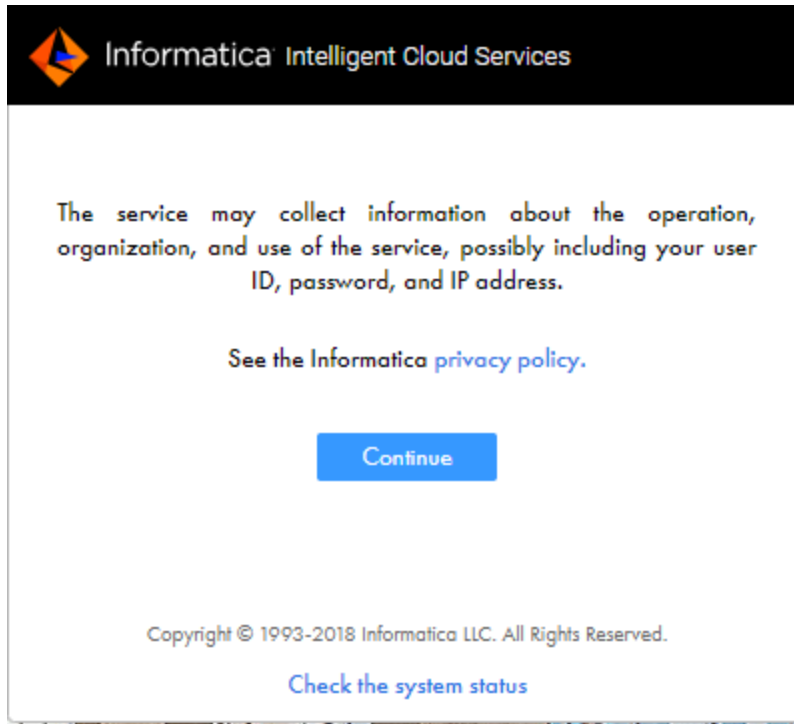 Informatica Intelligent Cloud Services
The service may collect information about the operation,
organization, and use of the service, possibly including your user
ID, password, and IP address.
See the Informatica privacy policy.
Continue
Copyright © 1993-2018 Informatica LLC. All Rights Reserved.
Check the system status